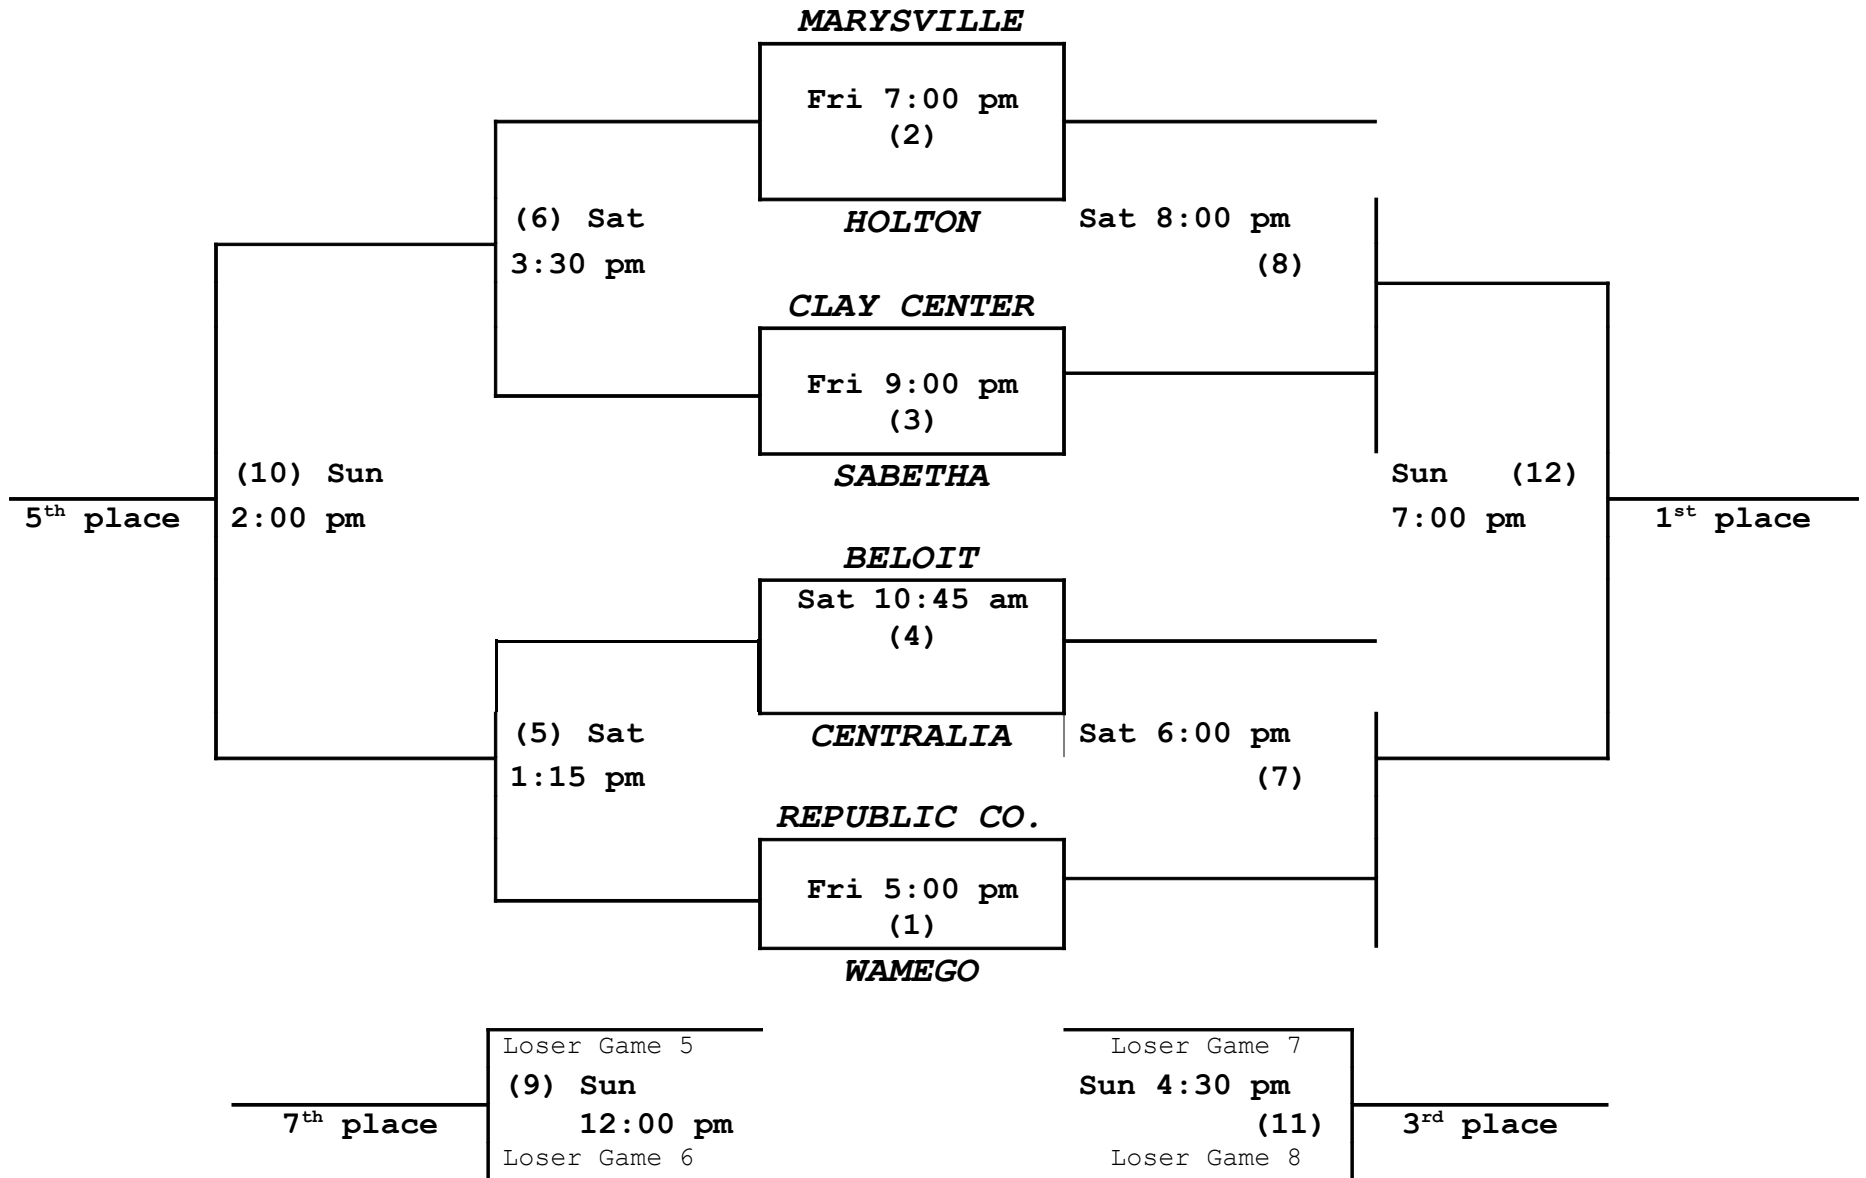 MARYSVILLE
Fri 7:00 pm
(2)
(6) Sat
3:30 pm
HOLTON
Sat 8:00 pm
(8)
CLAY CENTER
Fri 9:00 pm
(3)
SABETHA
(10) Sun
2:00 pm
5th place
Sun (12)
7:00 pm
1st place
BELOIT
Sat 10:45 am
(4)
(5) Sat
1:15 pm
CENTRALIA
Sat 6:00 pm
(7)
REPUBLIC CO.
Fri 5:00 pm
(1)
WAMEGO
Loser Game 5
(9) Sun
12:00 pm
7th place
Loser Game 6
Loser Game 7
Sun 4:30 pm
(11)
3rd place
Loser Game 8